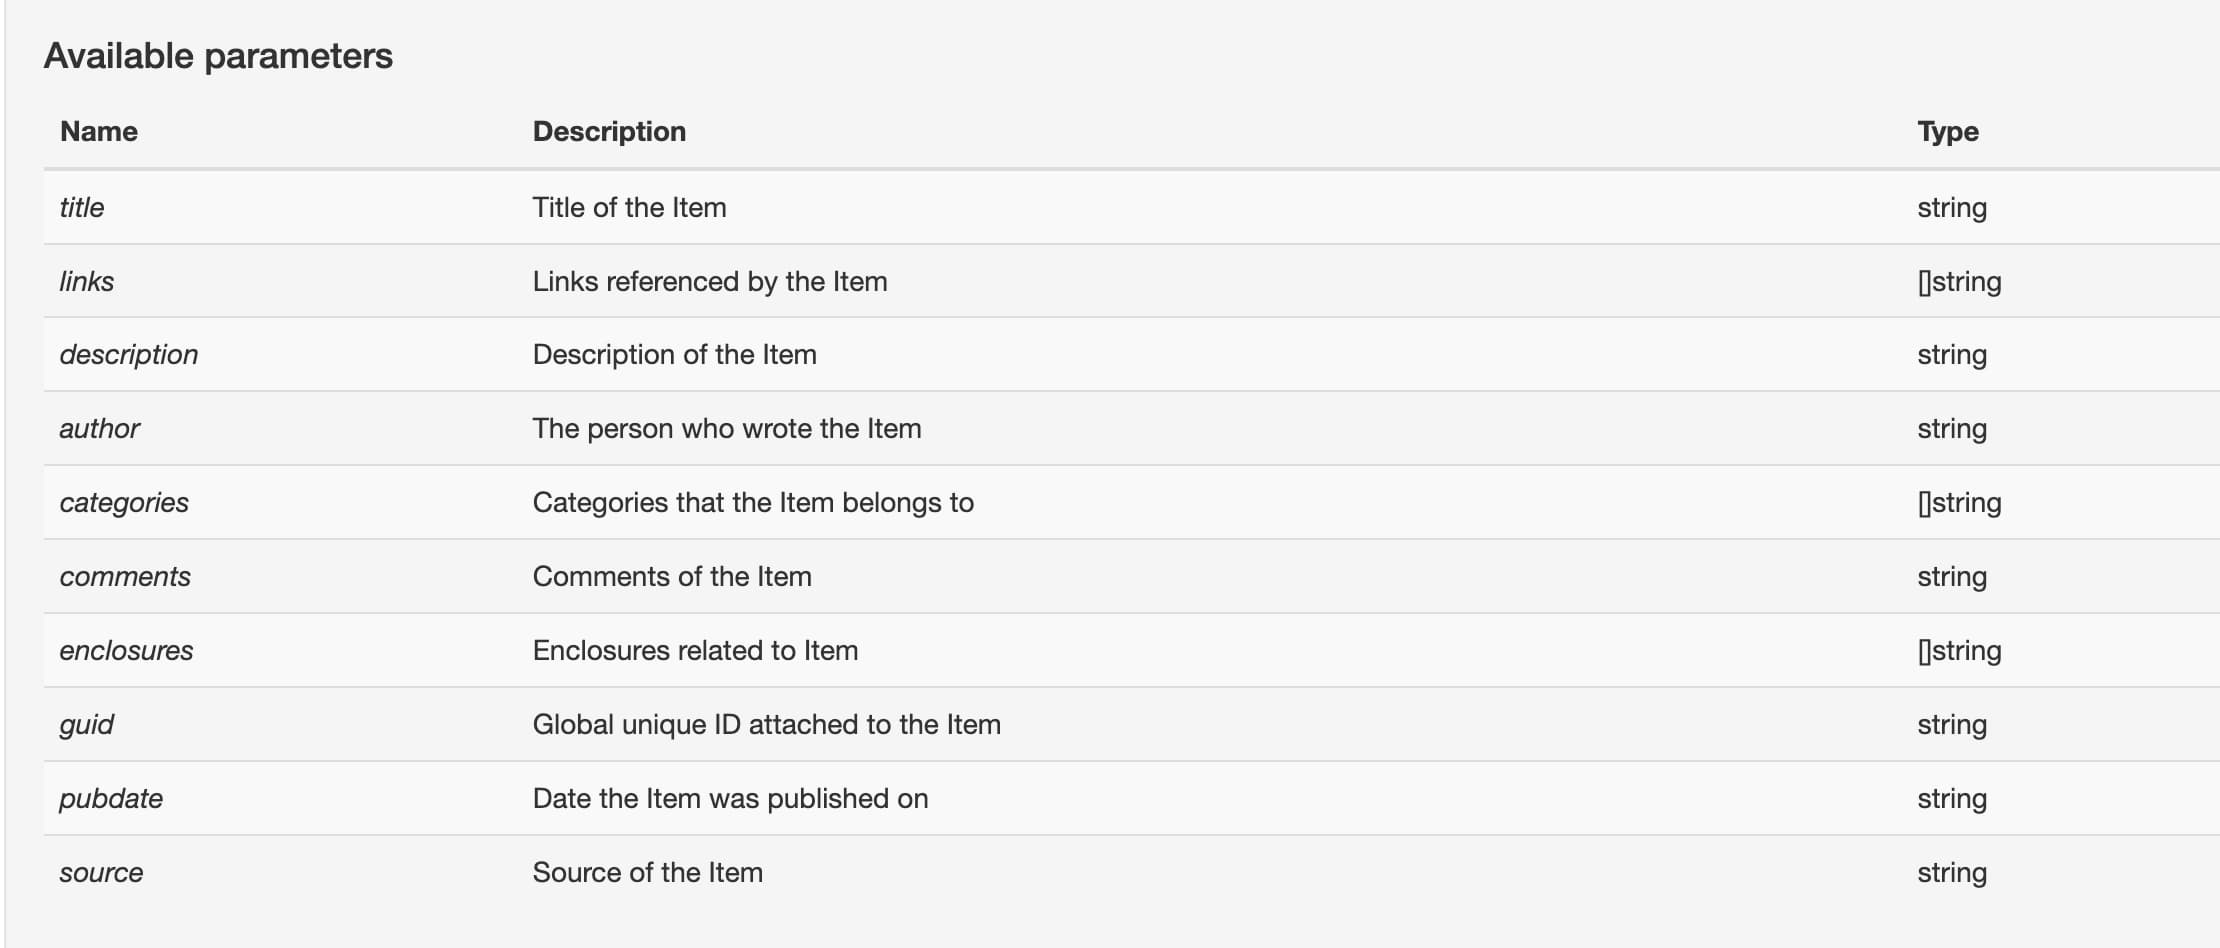 Available parameters
Name Description Type
title Title of the Item string
links Links referenced by the Item []string
description Description of the Item string
author The person who wrote the Item string
categories Categories that the Item belongs to []string
comments Comments of the Item string
enclosures Enclosures related to Item []string
guid Global unique ID attached to the Item string
pubdate Date the Item was published on string
source Source of the Item string